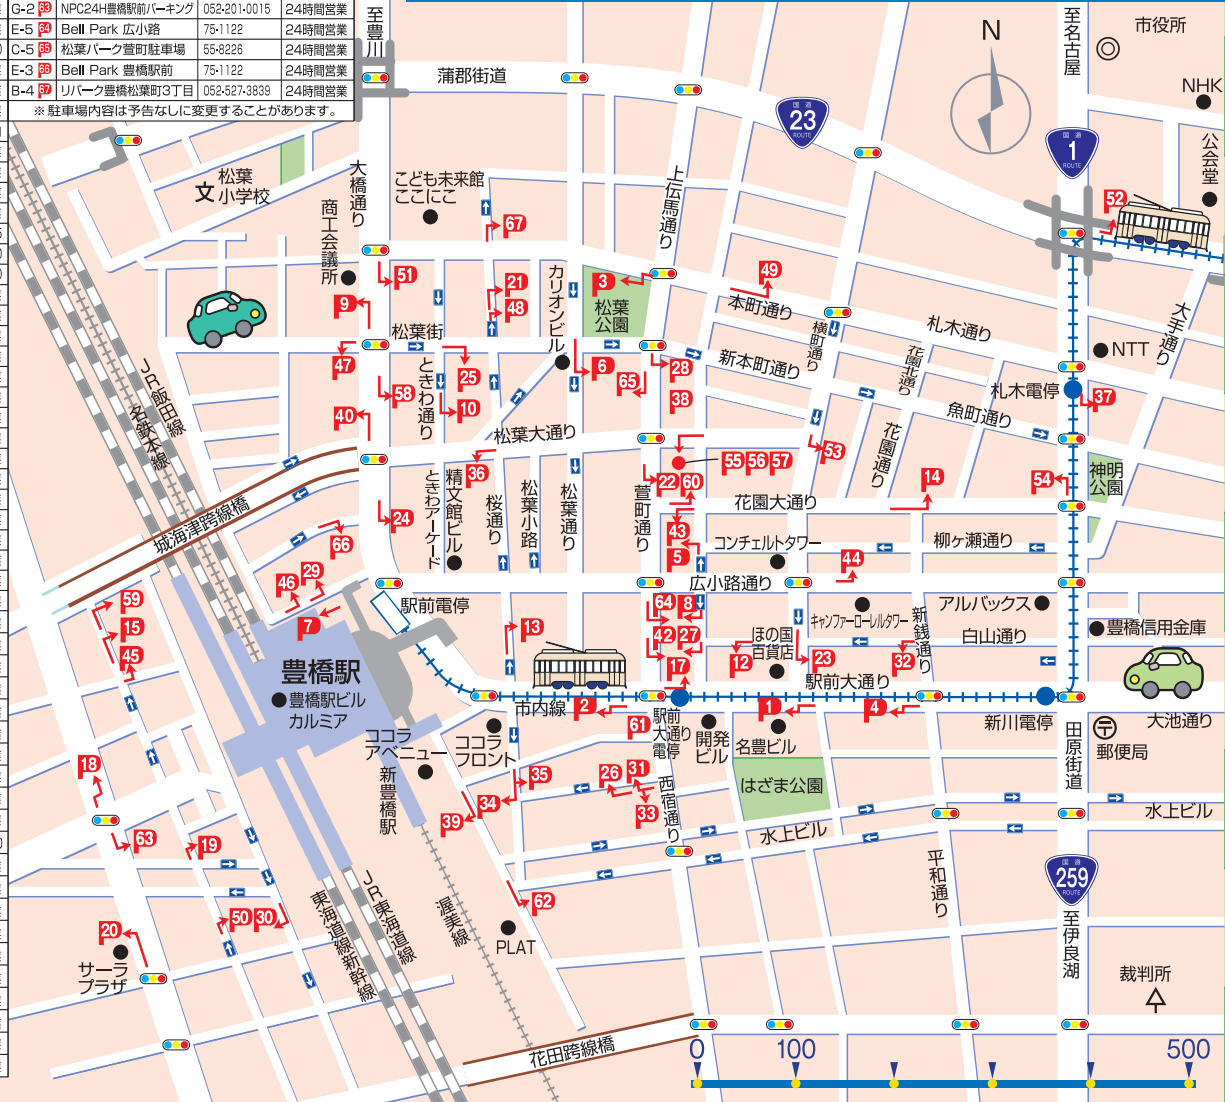 G-2 63 NPC24H豊橋駅前パーキング 052-201-0015 24時間営業
E-5 64 Bell Park 広小路 75-1122 24時間営業
C-5 65 松葉パーク萱町駐車場 55-8226 24時間営業
E-3 66 Bell Park 豊橋駅前 75-1122 24時間営業
B-4 67 リパーク豊橋松葉町3丁目 052-527-3839 24時間営業
※駐車場内容は予告なしに変更することがあります。
至豊川
蒲郡街道
国道
23
ROUTE
N
至名古屋
市役所
NHK
国道
1
ROUTE
公会堂
52
文 松葉
小学校
大橋通り
商工会議所
こども未来館
ここにこ
67
上伝馬通り
51
9
21
48
カリオンビル
3
松葉
公園
49
本町通り
横町通り
札木通り
大手通り
NTT
松葉街
47
58
40
ときわ通り
25
10
6
65
28
38
新本町通り
花園北通り
魚町通り
札木電停
37
JR飯田線
名鉄本線
松葉大通り
36
55 56 57
53
花園通り
14
54
神明
公園
22 60
花園大通り
城海津跨線橋
24
ときわアーケード
精文館ビル
桜通り
松葉小路
松葉通り
萱町通り
43
5
コンチェルトタワー
柳ヶ瀬通り
66
46 29
7
44
広小路通り
駅前電停
59
15
45
13
64 8
42 27
17
ほの国
百貨店
12
キャンファーローレルタワー
23
32
新銭通り
アルバックス
白山通り
豊橋信用金庫
豊橋駅
豊橋駅ビル
カルミア
駅前大通り
市内線
2
1
4
新川電停
大池通り
ココラ
アベニュー
ココラ
フロント
61
駅前
大通り
電停
開発
ビル
名豊ビル
田原街道
郵便局
18
新豊橋駅
35
34
39
26 31
33
西宿通り
はざま公園
水上ビル
水上ビル
63
19
平和通り
国道
259
ROUTE
50 30
62
20
サーラ
プラザ
東海道新幹線
JR東海道線
渥美線
PLAT
至伊良湖
裁判所
花田跨線橋
0 100 500